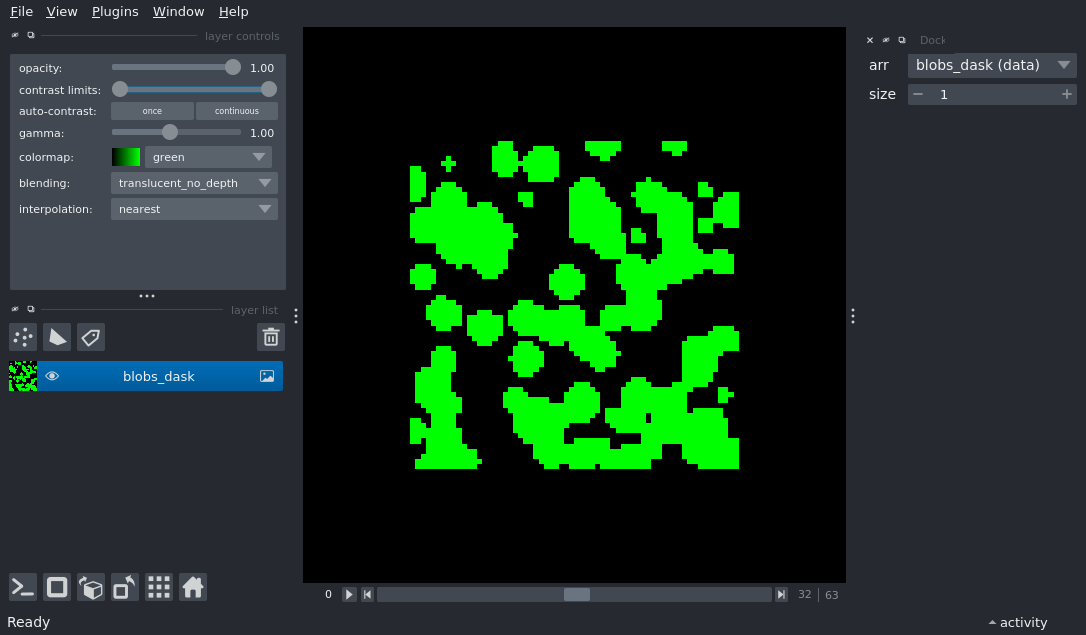 File View Plugins Window Help
layer controls
opacity: 1.00
contrast limits:
auto-contrast: once continuous
gamma: 1.00
colormap: green
blending: translucent_no_depth
interpolation: nearest
layer list
blobs_dask
Dock
arr blobs_dask (data)
size 1
0 32 63
Ready
activity